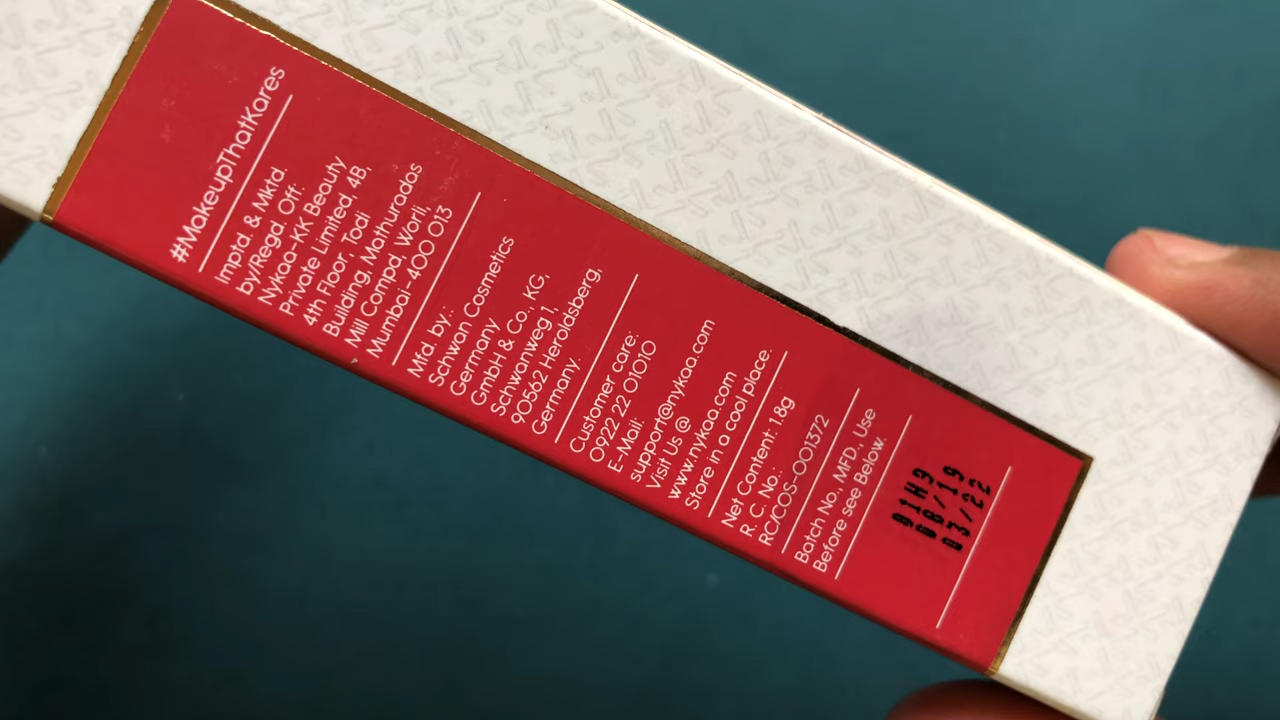 #MakeupThatKares
Imptd. & Mktd.
by/Regd. Off:
Nykaa-KK Beauty
Private Limited, 4B,
4th Floor, Todi
Building, Mathuradas
Mill Compd, Worli,
Mumbai-400 013
Mfd. by:.
Schwan Cosmetics
Germany
GmbH & Co., KG,
Schwanweg 1,
90562 Heroldsberg,
Germany.
Customer care:
0922 22 01010
E-Mail:
support@nykaa.com
Visit Us @
www.nykaa.com
Store in a cool place.
Net Content: 1.8g
R. C. No.:
RC/COS-001372
Batch No., MFD., Use
Before see Below.
01H9
08/19
03/22